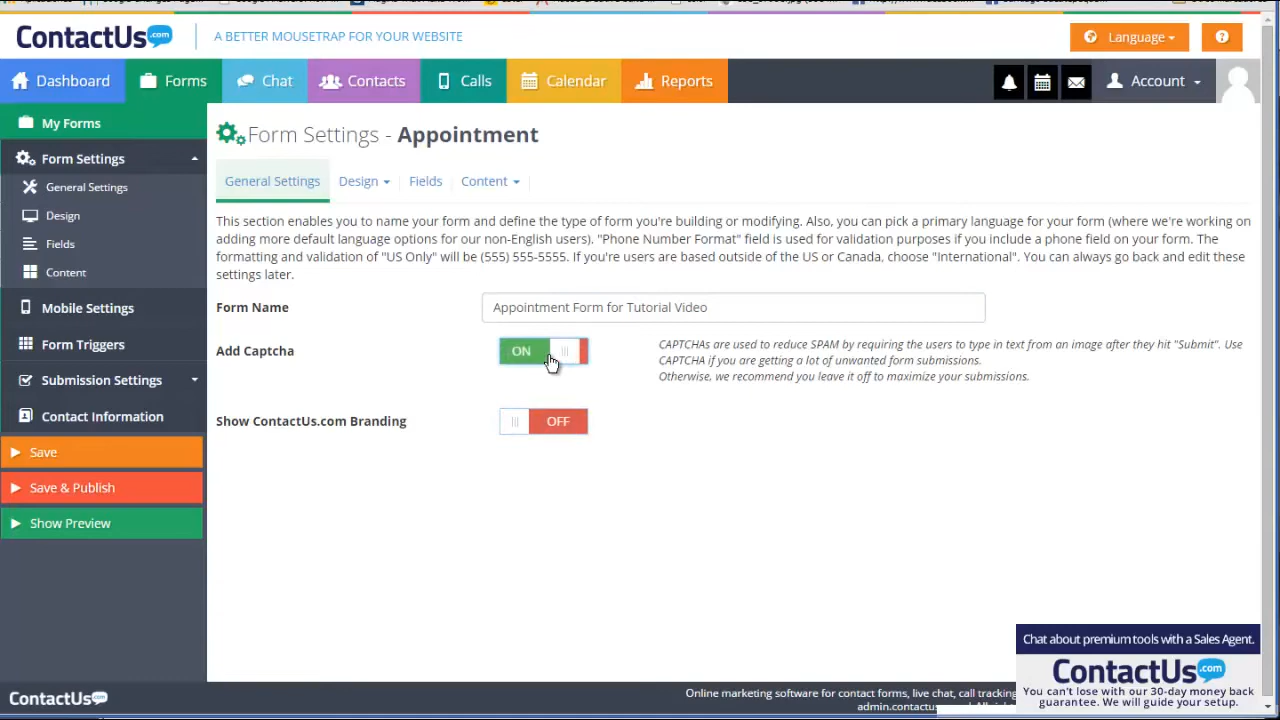 ContactUs.com
A BETTER MOUSETRAP FOR YOUR WEBSITE
Language
Dashboard
Forms
Chat
Contacts
Calls
Calendar
Reports
Account
My Forms
Form Settings
General Settings
Design
Fields
Content
Mobile Settings
Form Triggers
Submission Settings
Contact Information
Save
Save & Publish
Show Preview
Form Settings - Appointment
General Settings
Design
Fields
Content
This section enables you to name your form and define the type of form you're building or modifying. Also, you can pick a primary language for your form (where we're working on
adding more default language options for our non-English users). "Phone Number Format" field is used for validation purposes if you include a phone field on your form. The
formatting and validation of "US Only" will be (555) 555-5555. If you're users are based outside of the US or Canada, choose "International". You can always go back and edit these
settings later.
Form Name
Appointment Form for Tutorial Video
Add Captcha
ON
CAPTCHAs are used to reduce SPAM by requiring the users to type in text from an image after they hit "Submit". Use
CAPTCHA if you are getting a lot of unwanted form submissions.
Otherwise, we recommend you leave it off to maximize your submissions.
Show ContactUs.com Branding
OFF
Chat about premium tools with a Sales Agent.
ContactUs.com
You can't lose with our 30-day money back
guarantee. We will guide your setup.
ContactUs.com
Online marketing software for contact forms, live chat, call tracking
admin.contactus